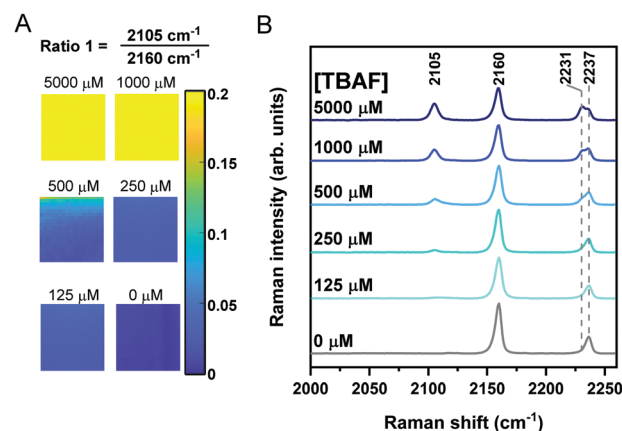 A
Ratio 1 = 2105 cm⁻¹ / 2160 cm⁻¹
5000 μM 1000 μM
500 μM 250 μM
125 μM 0 μM
0.2
0.15
0.1
0.05
0
B
2105 2160 2231 2237
[TBAF]
5000 μM
1000 μM
500 μM
250 μM
125 μM
0 μM
Raman intensity (arb. units)
2000 2050 2100 2150 2200 2250
Raman shift (cm⁻¹)